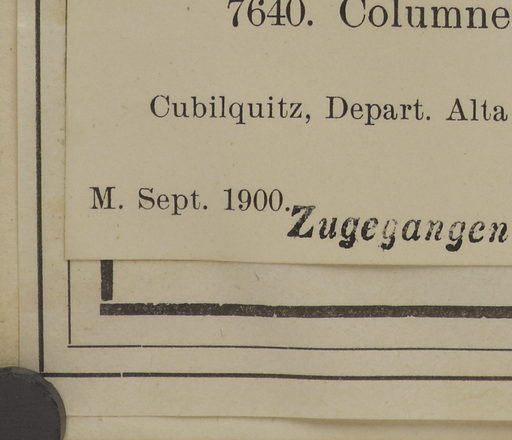 7640. Columne
Cubilquitz, Depart. Alta
M. Sept. 1900.
Zugegangen